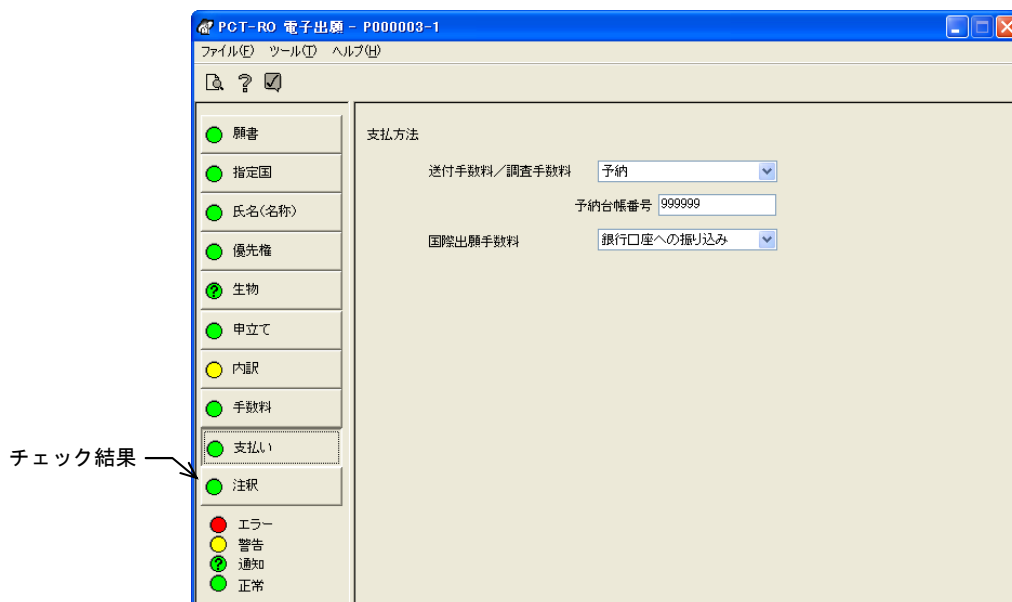 PCT-RO 電子出願 - P000003-1
ファイル(F) ツール(T) ヘルプ(H)
願書
指定国
氏名(名称)
優先権
生物
申立て
内訳
手数料
支払い
注釈
エラー
警告
通知
正常
チェック結果
支払方法
送付手数料/調査手数料 予納
予納台帳番号 999999
国際出願手数料 銀行口座への振り込み